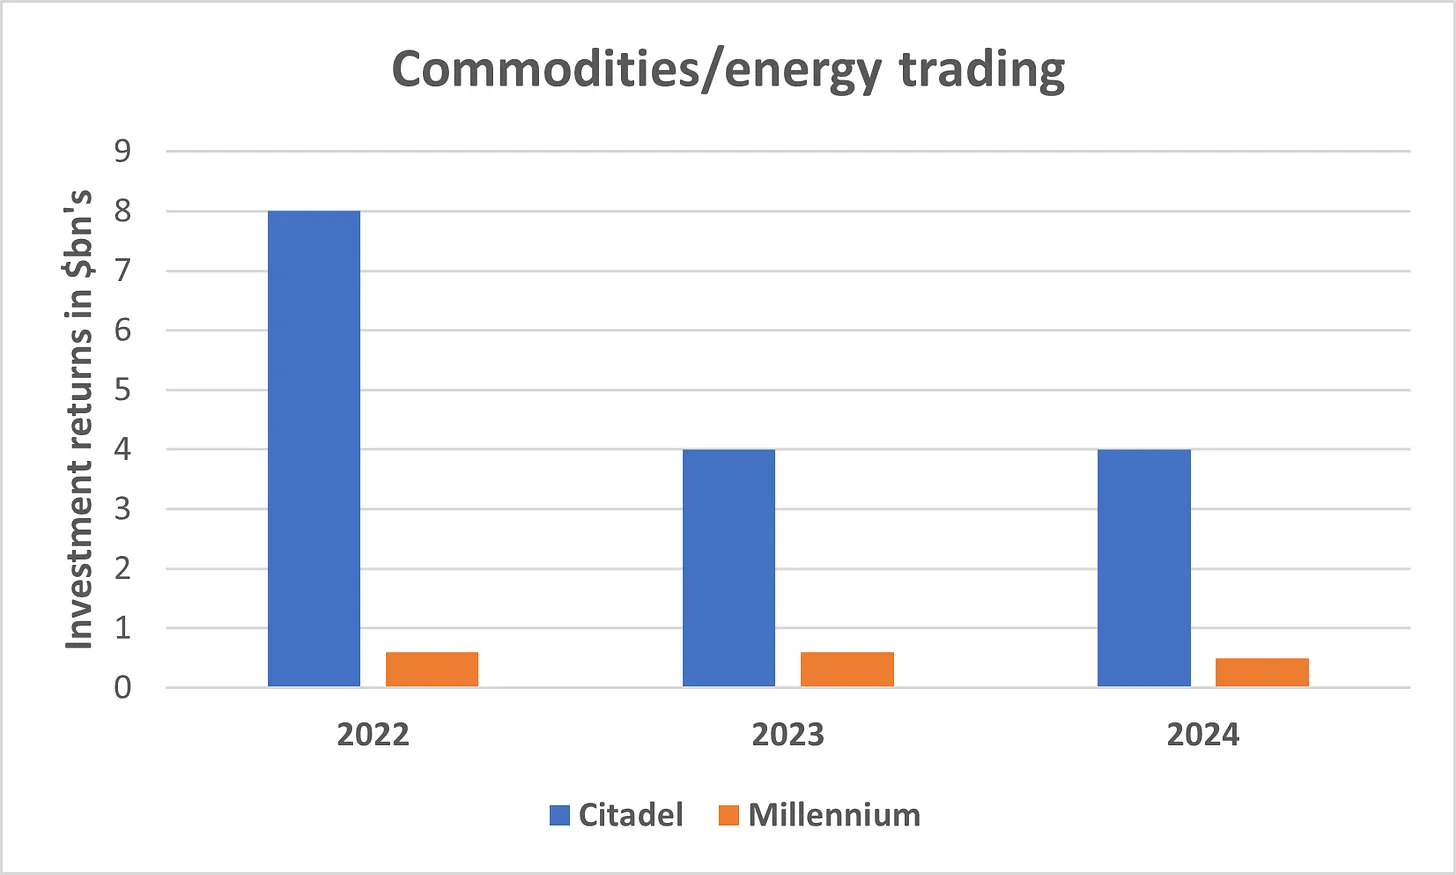 Commodities/energy trading
Investment returns in $bn's
9
8
7
6
5
4
3
2
1
0
2022 2023 2024
Citadel Millennium